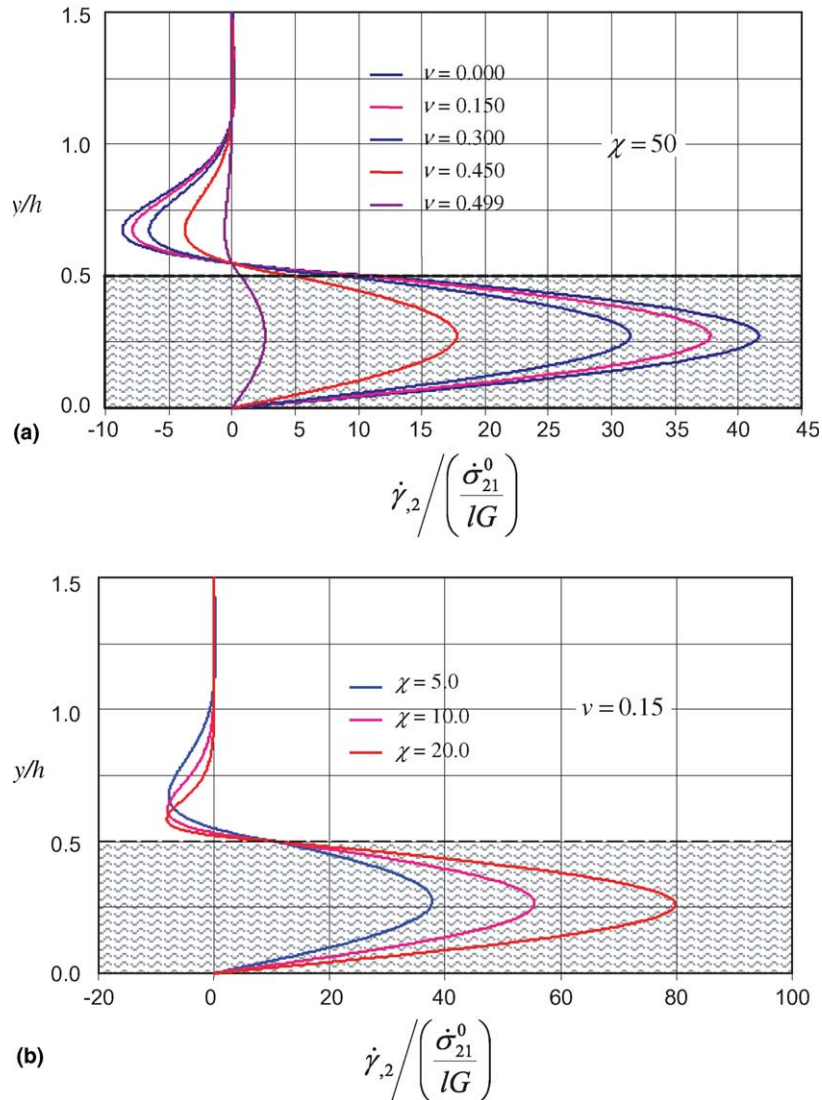 1.5
ν = 0.000
ν = 0.150
1.0
ν = 0.300
χ = 50
ν = 0.450
y/h
ν = 0.499
0.5
0.0
-10 -5 0 5 10 15 20 25 30 35 40 45
(a)
γ̇,₂ / (σ̇⁰₂₁ / lG)
1.5
χ = 5.0
ν = 0.15
1.0
χ = 10.0
χ = 20.0
y/h
0.5
0.0
-20 0 20 40 60 80 100
(b)
γ̇,₂ / (σ̇⁰₂₁ / lG)